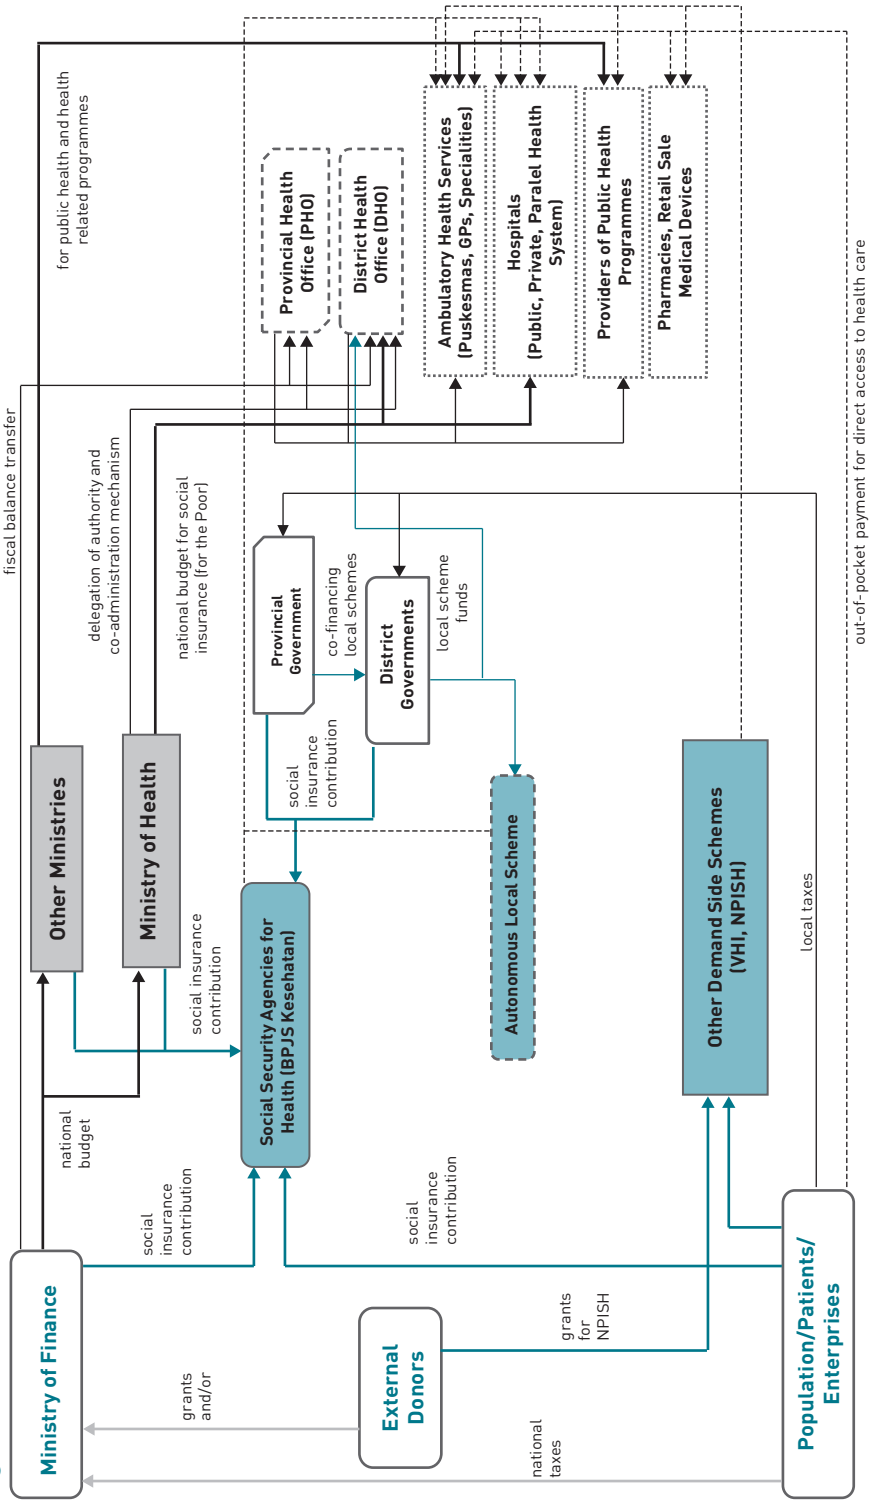 Ministry of Finance
External
Donors
Population/Patients/
Enterprises
grants
and/or
national
taxes
grants
for
NPISH
social
insurance
contribution
social
insurance
contribution
national
budget
Other Ministries
Ministry of Health
social insurance
contribution
Social Security Agencies for
Health (BPJS Kesehatan)
Autonomous Local Scheme
Other Demand Side Schemes
(VHI, NPISH)
local taxes
social
insurance
contribution
Provincial
Government
co-financing
local schemes
District
Governments
local scheme
funds
fiscal balance transfer
delegation of authority and
co-administration mechanism
national budget for social
insurance (for the Poor)
for public health and health
related programmes
Provincial Health
Office (PHO)
District Health
Office (DHO)
Ambulatory Health Services
(Puskesmas, GPs, Specialities)
Hospitals
(Public, Private, Paralel Health
System)
Providers of Public Health
Programmes
Pharmacies, Retail Sale
Medical Devices
out-of-pocket payment for direct access to health care